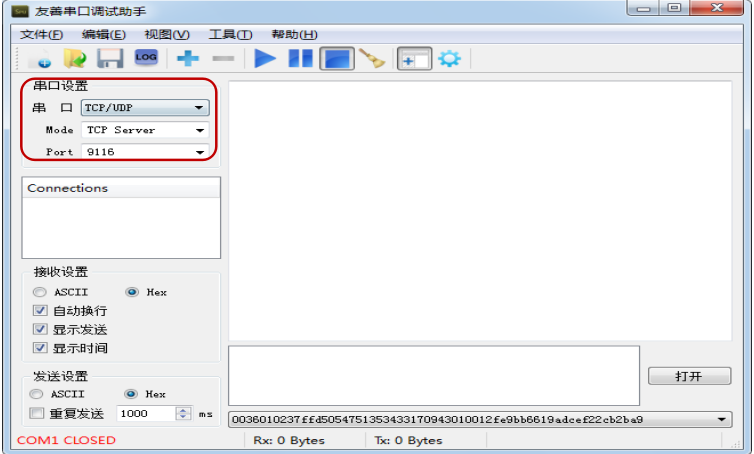 友善串口调试助手
文件(F) 编辑(E) 视图(V) 工具(T) 帮助(H)
LOG
串口设置
串 口 TCP/UDP
Mode TCP Server
Port 9116
Connections
接收设置
ASCII Hex
自动换行
显示发送
显示时间
发送设置
ASCII Hex
重复发送 1000 ms
打开
0036010237ffd5054751353433170943010012fe9bb6619adcef22cb2ba9
COM1 CLOSED Rx: 0 Bytes Tx: 0 Bytes